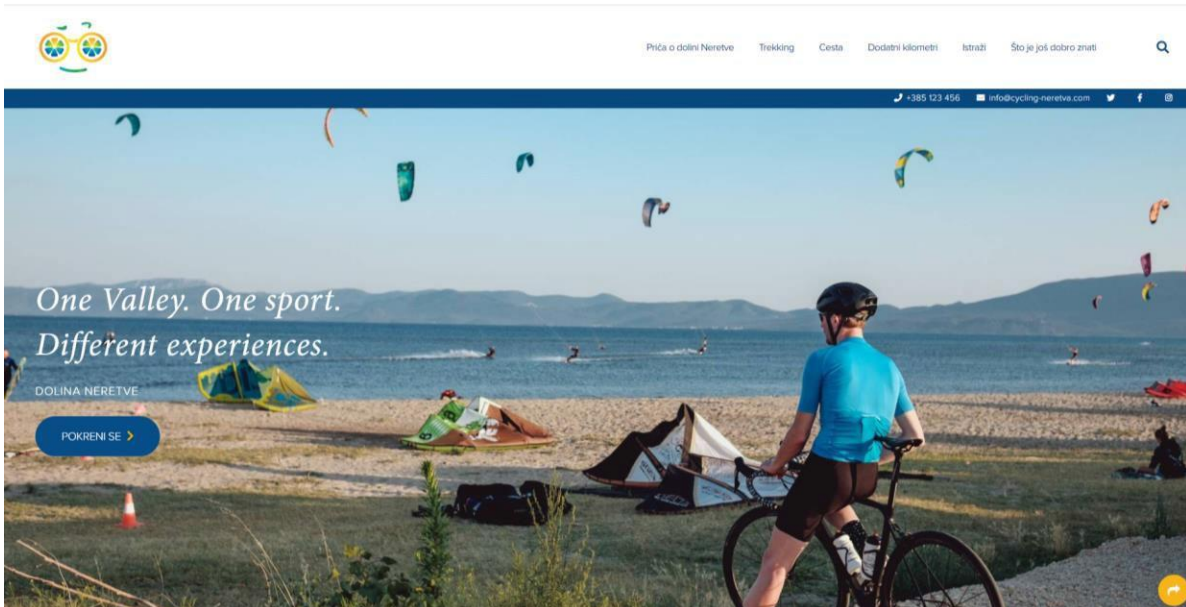 Priča o dolini Neretve Trekking Cesta Dodatni kilometri Istraži Što je još dobro znati
+385 123 456 info@cycling-neretva.com
One Valley. One sport.
Different experiences.
DOLINA NERETVE
POKRENI SE